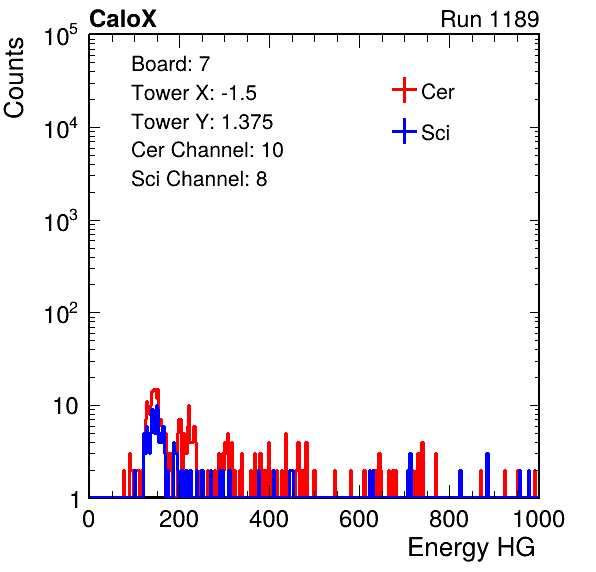 CaloX Run 1189
Counts
Board: 7
Tower X: -1.5
Tower Y: 1.375
Cer Channel: 10
Sci Channel: 8
Cer
Sci
10^5
10^4
10^3
10^2
10
1
0 200 400 600 800 1000
Energy HG